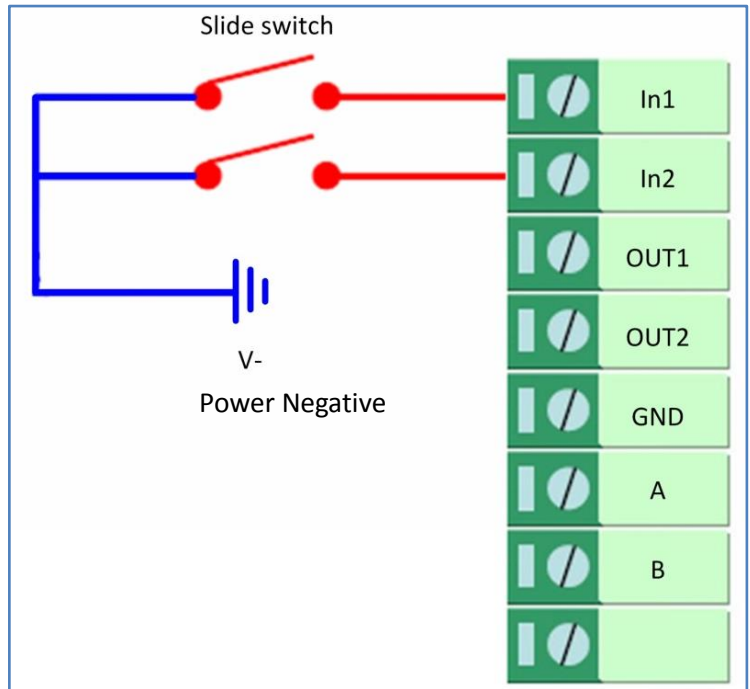 Slide switch
In1
In2
OUT1
OUT2
V-
Power Negative
GND
A
B